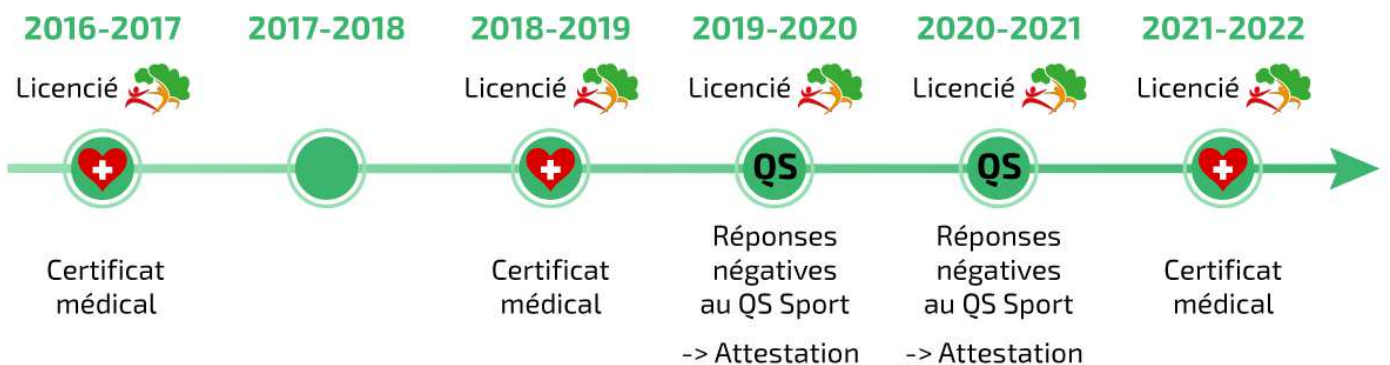 2016-2017 2017-2018 2018-2019 2019-2020 2020-2021 2021-2022
Licencié Licencié Licencié Licencié Licencié
QS QS
Certificat
médical
Certificat
médical
Réponses
négatives
au QS Sport
-> Attestation
Réponses
négatives
au QS Sport
-> Attestation
Certificat
médical